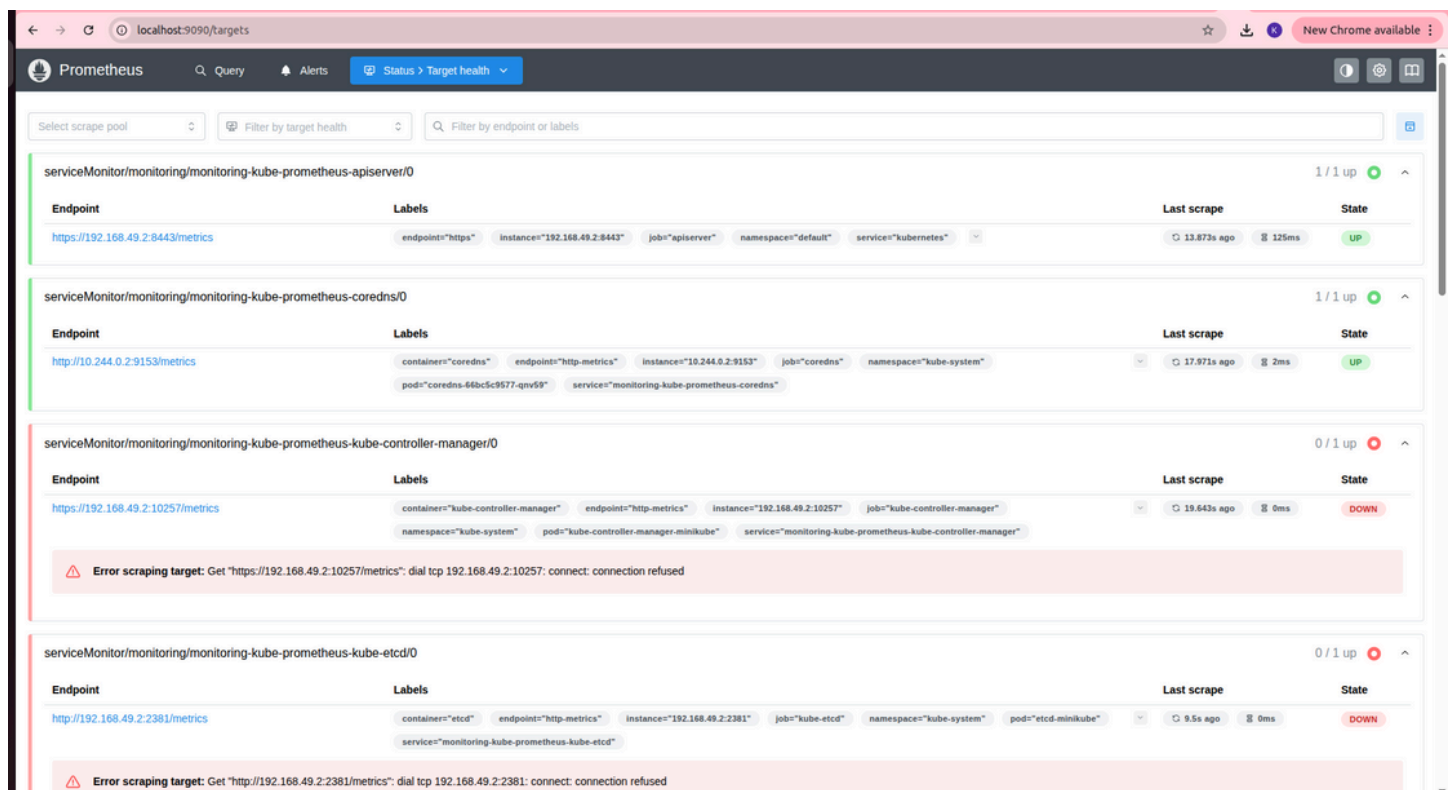 localhost:9090/targets K New Chrome available
Prometheus Query Alerts Status > Target health
Select scrape pool Filter by target health Filter by endpoint or labels
serviceMonitor/monitoring/monitoring-kube-prometheus-apiserver/0 1 / 1 up
Endpoint Labels Last scrape State
https://192.168.49.2:8443/metrics endpoint="https" instance="192.168.49.2:8443" job="apiserver" namespace="default" service="kubernetes" 13.873s ago 125ms UP
serviceMonitor/monitoring/monitoring-kube-prometheus-coredns/0 1 / 1 up
Endpoint Labels Last scrape State
http://10.244.0.2:9153/metrics container="coredns" endpoint="http-metrics" instance="10.244.0.2:9153" job="coredns" namespace="kube-system" 17.971s ago 2ms UP
pod="coredns-66bc5c9577-qnv59" service="monitoring-kube-prometheus-coredns"
serviceMonitor/monitoring/monitoring-kube-prometheus-kube-controller-manager/0 0 / 1 up
Endpoint Labels Last scrape State
https://192.168.49.2:10257/metrics container="kube-controller-manager" endpoint="http-metrics" instance="192.168.49.2:10257" job="kube-controller-manager" 19.643s ago 0ms DOWN
namespace="kube-system" pod="kube-controller-manager-minikube" service="monitoring-kube-prometheus-kube-controller-manager"
Error scraping target: Get "https://192.168.49.2:10257/metrics": dial tcp 192.168.49.2:10257: connect: connection refused
serviceMonitor/monitoring/monitoring-kube-prometheus-kube-etcd/0 0 / 1 up
Endpoint Labels Last scrape State
http://192.168.49.2:2381/metrics container="etcd" endpoint="http-metrics" instance="192.168.49.2:2381" job="kube-etcd" namespace="kube-system" pod="etcd-minikube" 9.5s ago 0ms DOWN
service="monitoring-kube-prometheus-kube-etcd"
Error scraping target: Get "http://192.168.49.2:2381/metrics": dial tcp 192.168.49.2:2381: connect: connection refused